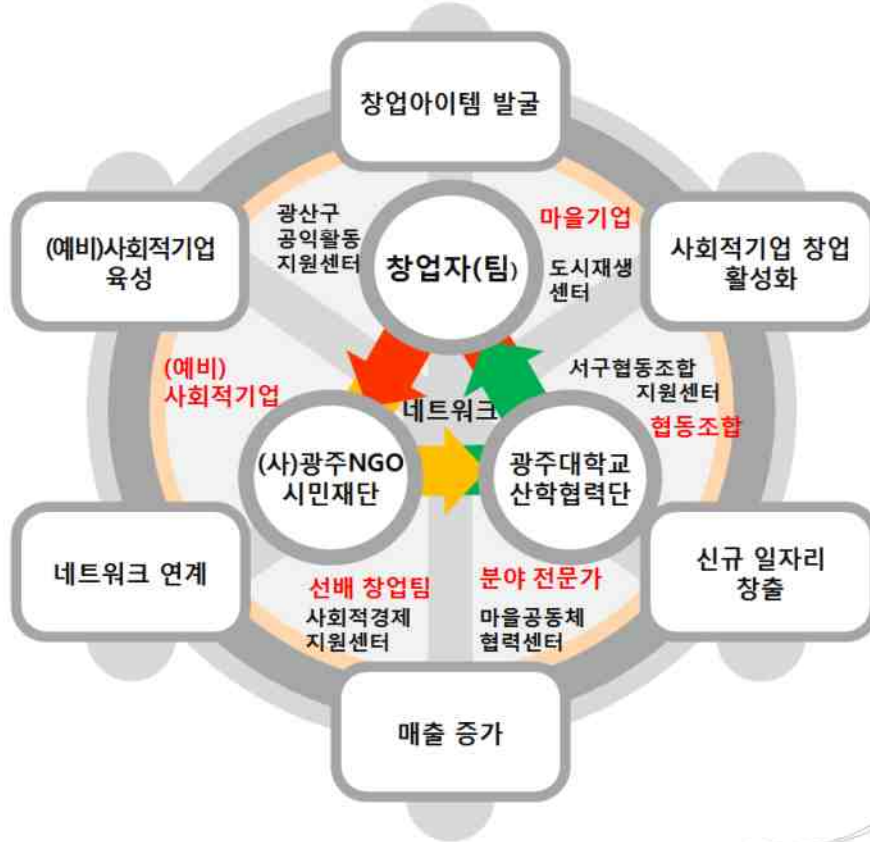 창업아이템 발굴
광산구
공익활동
지원센터
마을기업
(예비)사회적기업
육성
창업자(팀)
도시재생
센터
사회적기업 창업
활성화
(예비)
사회적기업
네트워크
서구협동조합
지원센터
협동조합
(사)광주NGO
시민재단
광주대학교
산학협력단
네트워크 연계
선배 창업팀
사회적경제
지원센터
분야 전문가
마을공동체
협력센터
신규 일자리
창출
매출 증가